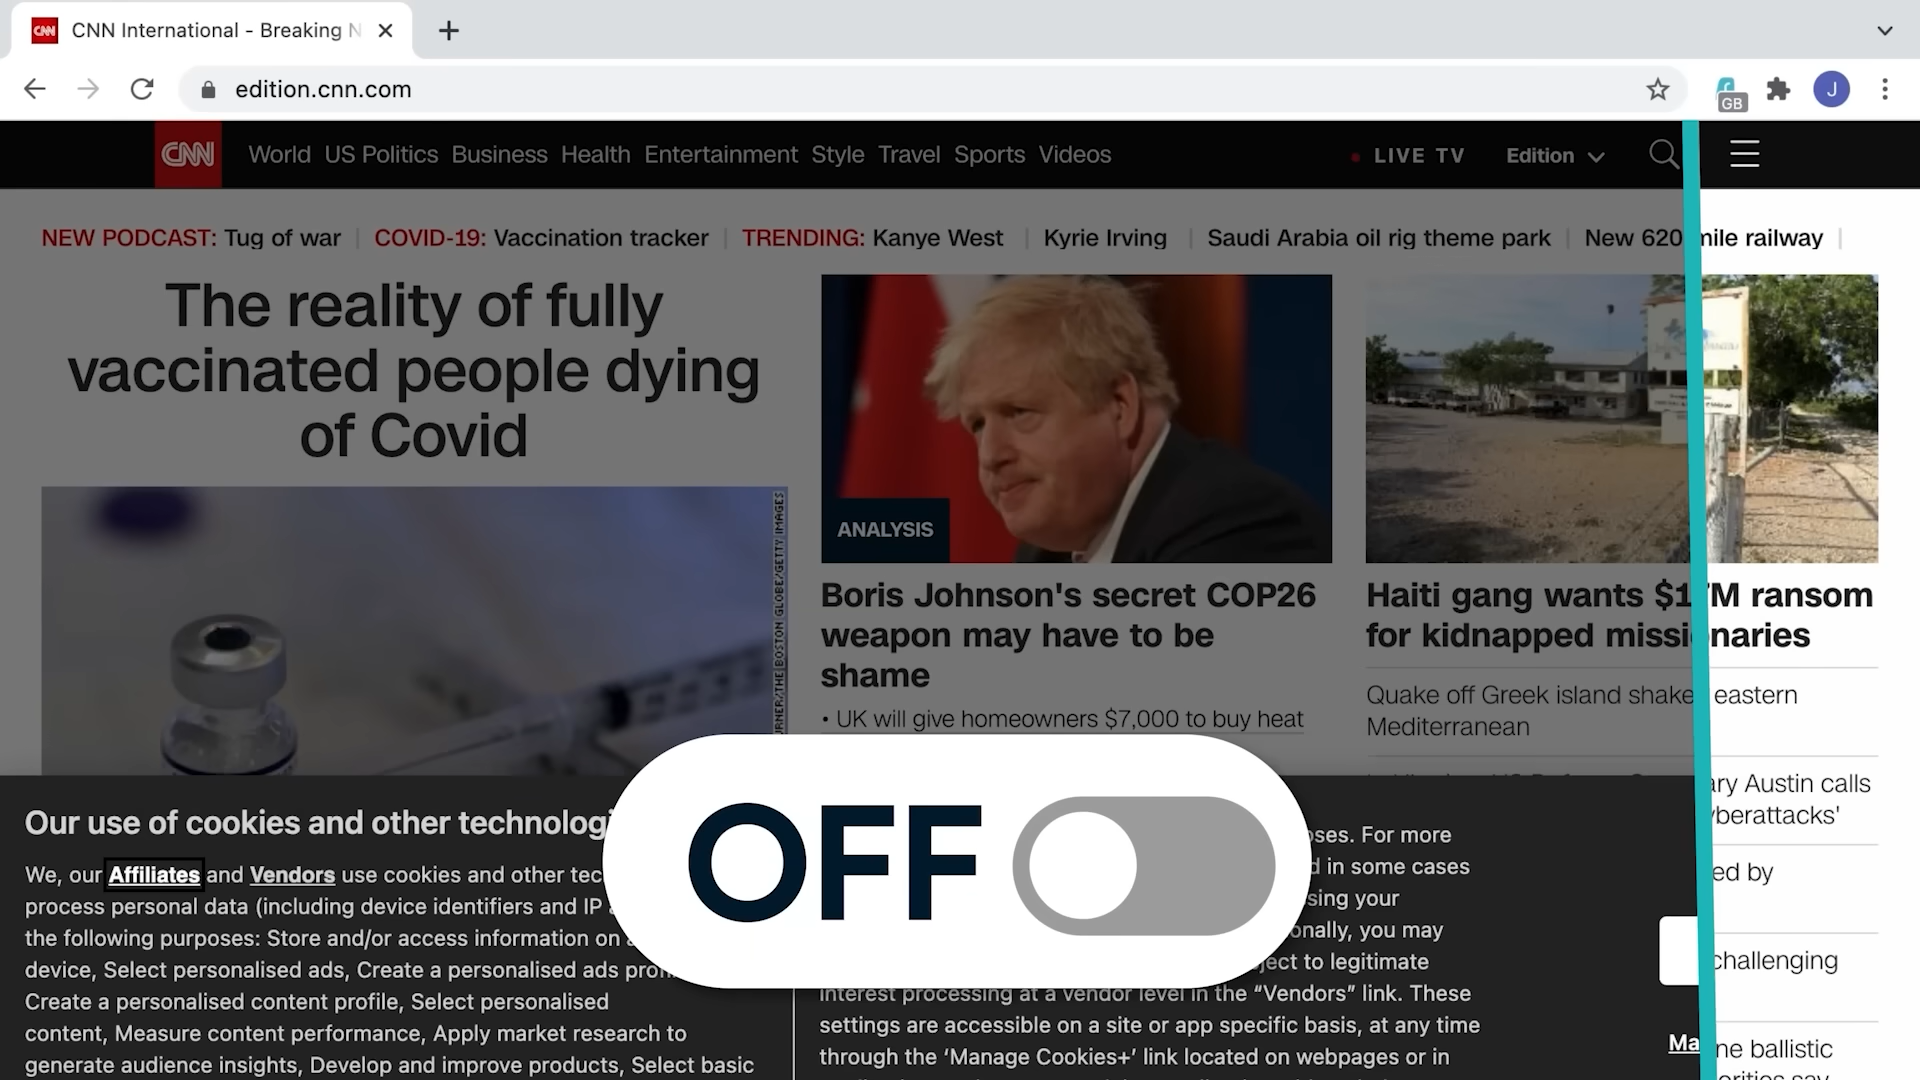 CNN International - Breaking N
edition.cnn.com
GB
J
CNN
World US Politics Business Health Entertainment Style Travel Sports Videos
LIVE TV
Edition
NEW PODCAST: Tug of war
COVID-19: Vaccination tracker
TRENDING: Kanye West
Kyrie Irving
Saudi Arabia oil rig theme park
New 620 mile railway
The reality of fully
vaccinated people dying
of Covid
ANALYSIS
Boris Johnson's secret COP26
weapon may have to be
shame
• UK will give homeowners $7,000 to buy heat
Haiti gang wants $17M ransom
for kidnapped missionaries
Quake off Greek island shakes eastern
Mediterranean
ary Austin calls
yberattacks'
ed by
challenging
ne ballistic
THE BOSTON GLOBE/GETTY IMAGES
Our use of cookies and other technologi
We, our Affiliates and Vendors use cookies and other tec
process personal data (including device identifiers and IP
the following purposes: Store and/or access information on
device, Select personalised ads, Create a personalised ads
Create a personalised content profile, Select personalised
content, Measure content performance, Apply market research to
generate audience insights, Develop and improve products, Select basic
OFF
oses. For more
d in some cases
sing your
onally, you may
ject to legitimate
interest processing at a vendor level in the “Vendors” link. These
settings are accessible on a site or app specific basis, at any time
through the ‘Manage Cookies+’ link located on webpages or in
Ma